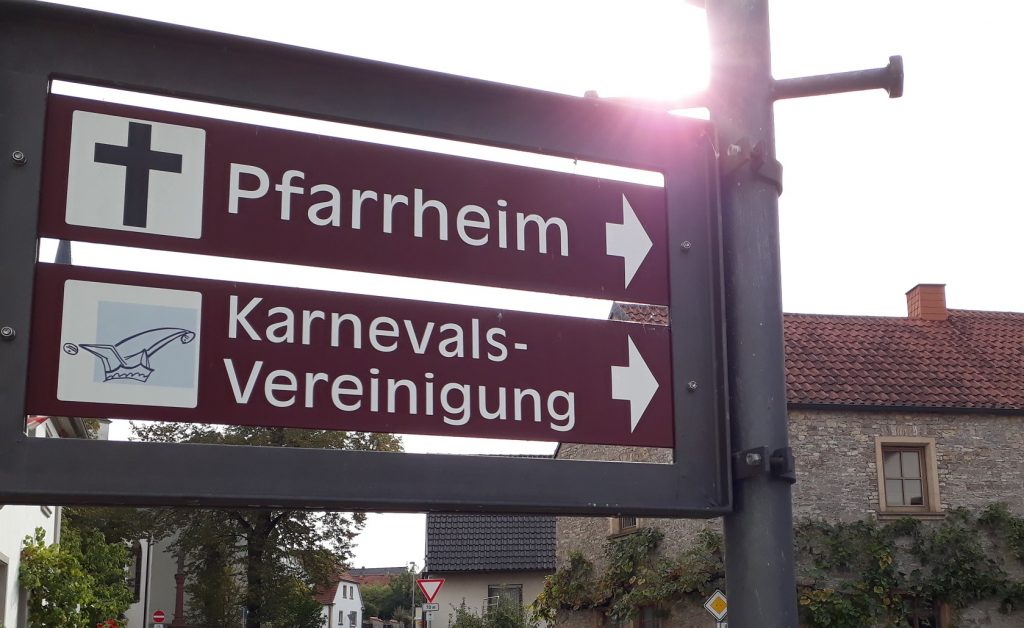 Pfarrheim
Karnevals-
Vereinigung